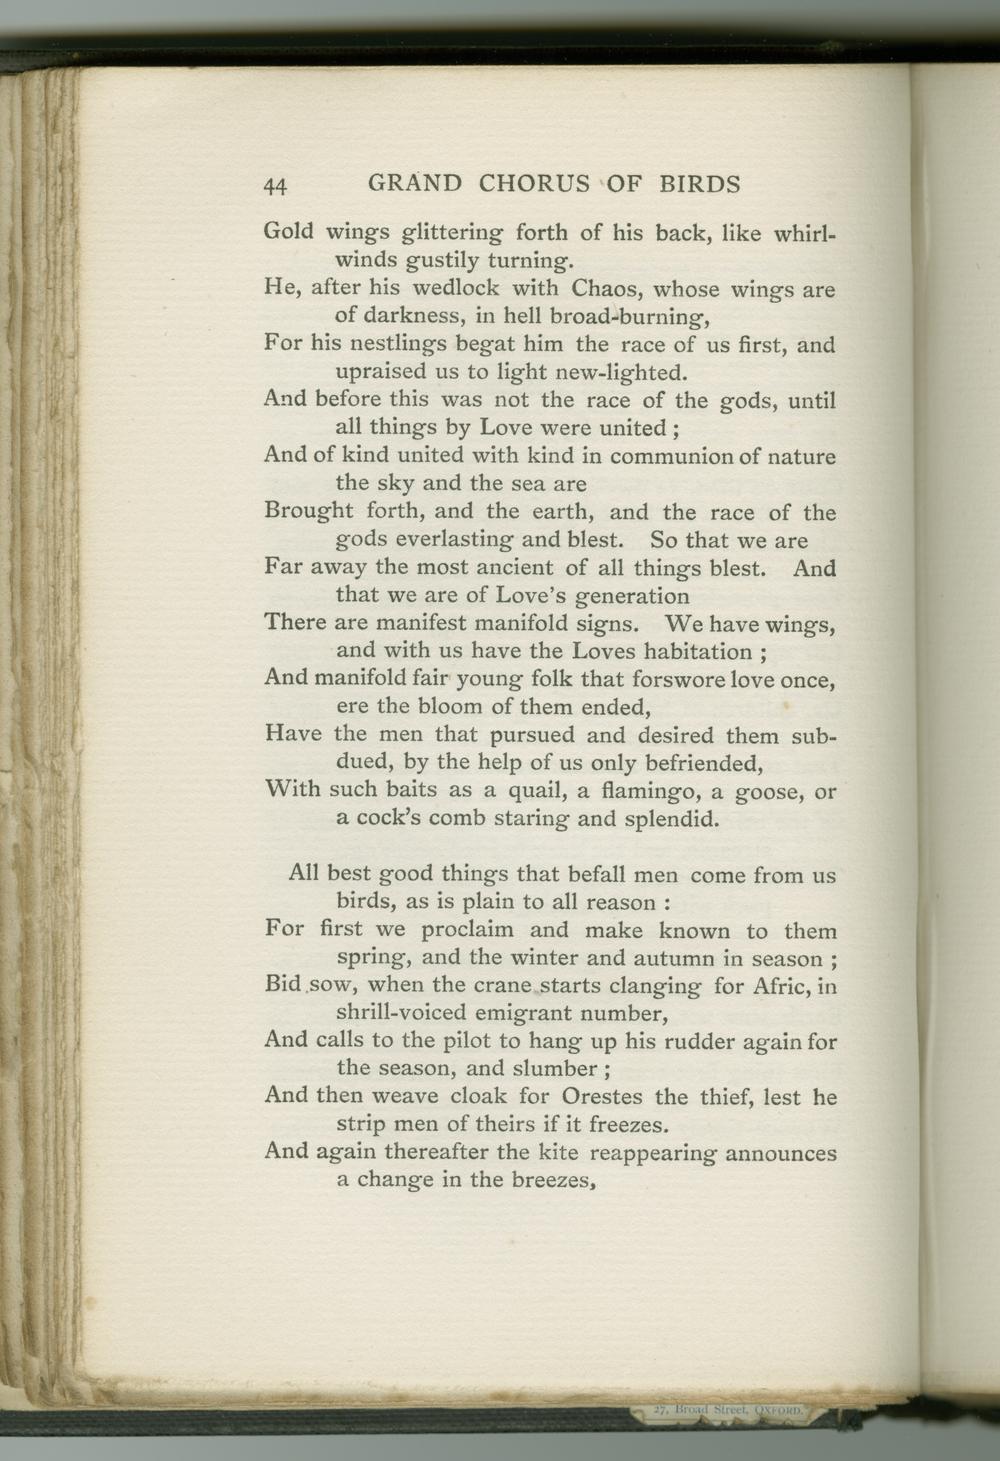 44 GRAND CHORUS OF BIRDS
Gold wings glittering forth of his back, like whirl-
winds gustily turning.
He, after his wedlock with Chaos, whose wings are
of darkness, in hell broad-burning,
For his nestlings begat him the race of us first, and
upraised us to light new-lighted.
And before this was not the race of the gods, until
all things by Love were united ;
And of kind united with kind in communion of nature
the sky and the sea are
Brought forth, and the earth, and the race of the
gods everlasting and blest. So that we are
Far away the most ancient of all things blest. And
that we are of Love's generation
There are manifest manifold signs. We have wings,
and with us have the Loves habitation ;
And manifold fair young folk that forswore love once,
ere the bloom of them ended,
Have the men that pursued and desired them sub-
dued, by the help of us only befriended,
With such baits as a quail, a flamingo, a goose, or
a cock's comb staring and splendid.
All best good things that befall men come from us
birds, as is plain to all reason :
For first we proclaim and make known to them
spring, and the winter and autumn in season ;
Bid sow, when the crane starts clanging for Afric, in
shrill-voiced emigrant number,
And calls to the pilot to hang up his rudder again for
the season, and slumber ;
And then weave cloak for Orestes the thief, lest he
strip men of theirs if it freezes.
And again thereafter the kite reappearing announces
a change in the breezes,
27, Broad Street, OXFORD.